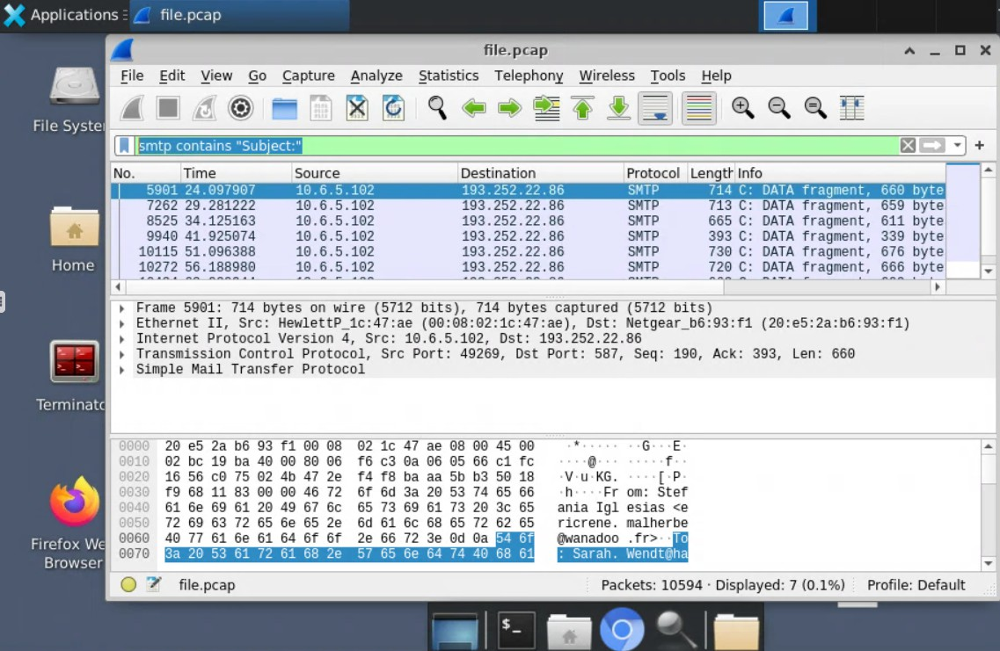 Applications
file.pcap
File Syste
Home
Terminato
Firefox We
Browser
file.pcap
File Edit View Go Capture Analyze Statistics Telephony Wireless Tools Help
smtp contains "Subject:"
No. Time Source Destination Protocol Length Info
5901 24.097907 10.6.5.102 193.252.22.86 SMTP 714 C: DATA fragment, 660 byte
7262 29.281222 10.6.5.102 193.252.22.86 SMTP 713 C: DATA fragment, 659 byte
8525 34.125163 10.6.5.102 193.252.22.86 SMTP 665 C: DATA fragment, 611 byte
9940 41.925074 10.6.5.102 193.252.22.86 SMTP 393 C: DATA fragment, 339 byte
10115 51.096388 10.6.5.102 193.252.22.86 SMTP 730 C: DATA fragment, 676 byte
10272 56.188980 10.6.5.102 193.252.22.86 SMTP 720 C: DATA fragment, 666 byte
Frame 5901: 714 bytes on wire (5712 bits), 714 bytes captured (5712 bits)
Ethernet II, Src: HewlettP_1c:47:ae (00:08:02:1c:47:ae), Dst: Netgear_b6:93:f1 (20:e5:2a:b6:93:f1)
Internet Protocol Version 4, Src: 10.6.5.102, Dst: 193.252.22.86
Transmission Control Protocol, Src Port: 49269, Dst Port: 587, Seq: 190, Ack: 393, Len: 660
Simple Mail Transfer Protocol
0000 20 e5 2a b6 93 f1 00 08 02 1c 47 ae 08 00 45 00 ·*····· ··G···E·
0010 02 bc 19 ba 40 00 80 06 f6 c3 0a 06 05 66 c1 fc ····@··· ·····f··
0020 16 56 c0 75 02 4b 47 2e f4 f8 ba aa 5b b3 50 18 ·V·u·KG. ····[·P·
0030 f9 68 11 83 00 00 46 72 6f 6d 3a 20 53 74 65 66 ·h····Fr om: Stef
0040 61 6e 69 61 20 49 67 6c 65 73 69 61 73 20 3c 65 ania Igl esias <e
0050 72 69 63 72 65 6e 65 2e 6d 61 6c 68 65 72 62 65 ricrene. malherbe
0060 40 77 61 6e 61 64 6f 6f 2e 66 72 3e 0d 0a 54 6f @wanadoo .fr>··To
0070 3a 20 53 61 72 61 68 2e 57 65 6e 64 74 40 68 61 : Sarah. Wendt@ha
file.pcap
Packets: 10594 · Displayed: 7 (0.1%)
Profile: Default
$_